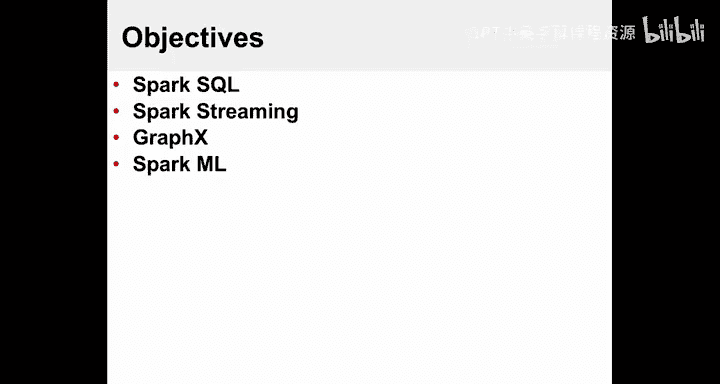 Objectives
bilibili
• Spark SQL
• Spark Streaming
• GraphX
• Spark ML